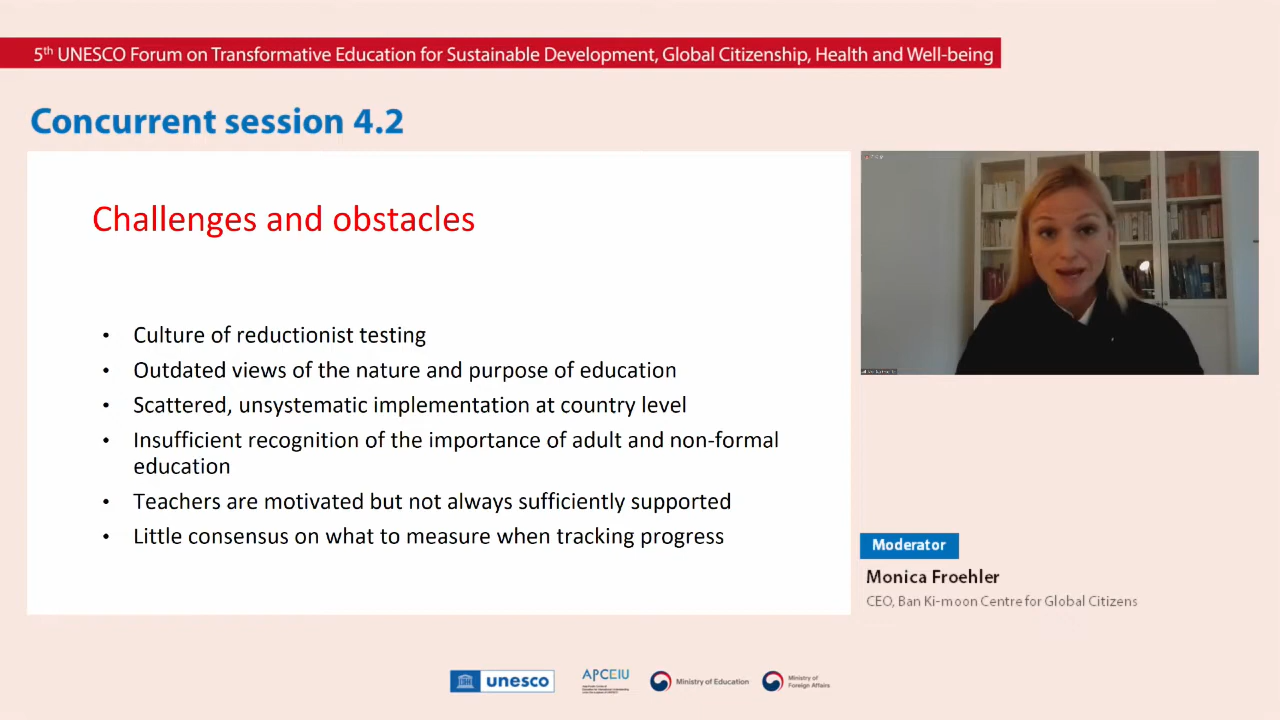 5th UNESCO Forum on Transformative Education for Sustainable Development, Global Citizenship, Health and Well-being
Concurrent session 4.2
Challenges and obstacles
• Culture of reductionist testing
• Outdated views of the nature and purpose of education
• Scattered, unsystematic implementation at country level
• Insufficient recognition of the importance of adult and non-formal
education
• Teachers are motivated but not always sufficiently supported
• Little consensus on what to measure when tracking progress
Moderator
Monica Froehler
CEO, Ban Ki-moon Centre for Global Citizens
unesco
APCEIU
Ministry of Education
Ministry of
Foreign Affairs